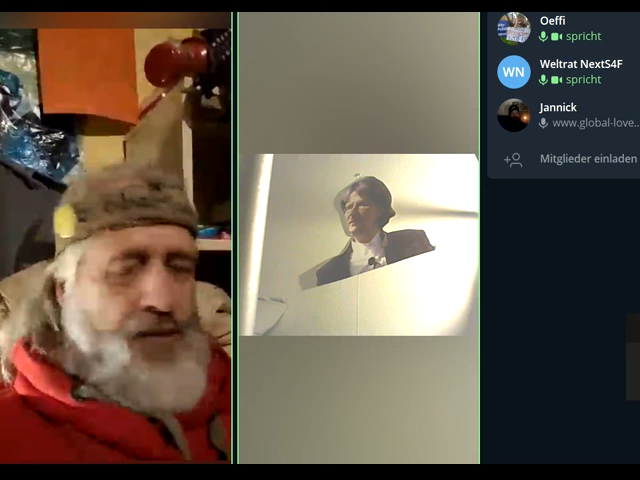 Oeffi
spricht
WN
Weltrat NextS4F
spricht
Jannick
www.global-love...
Mitglieder einladen